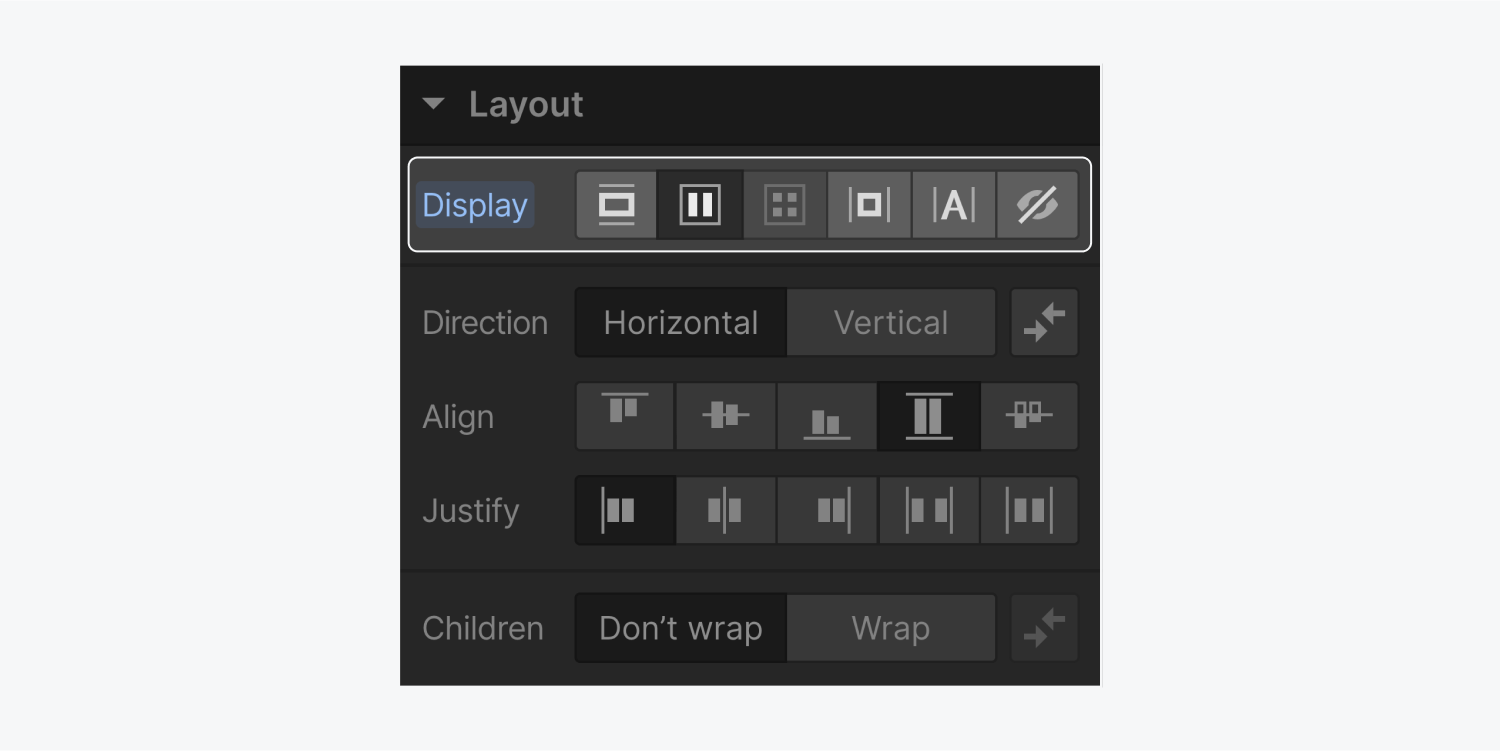 Layout
Display
Direction Horizontal Vertical
Align
Justify
Children Don’t wrap Wrap